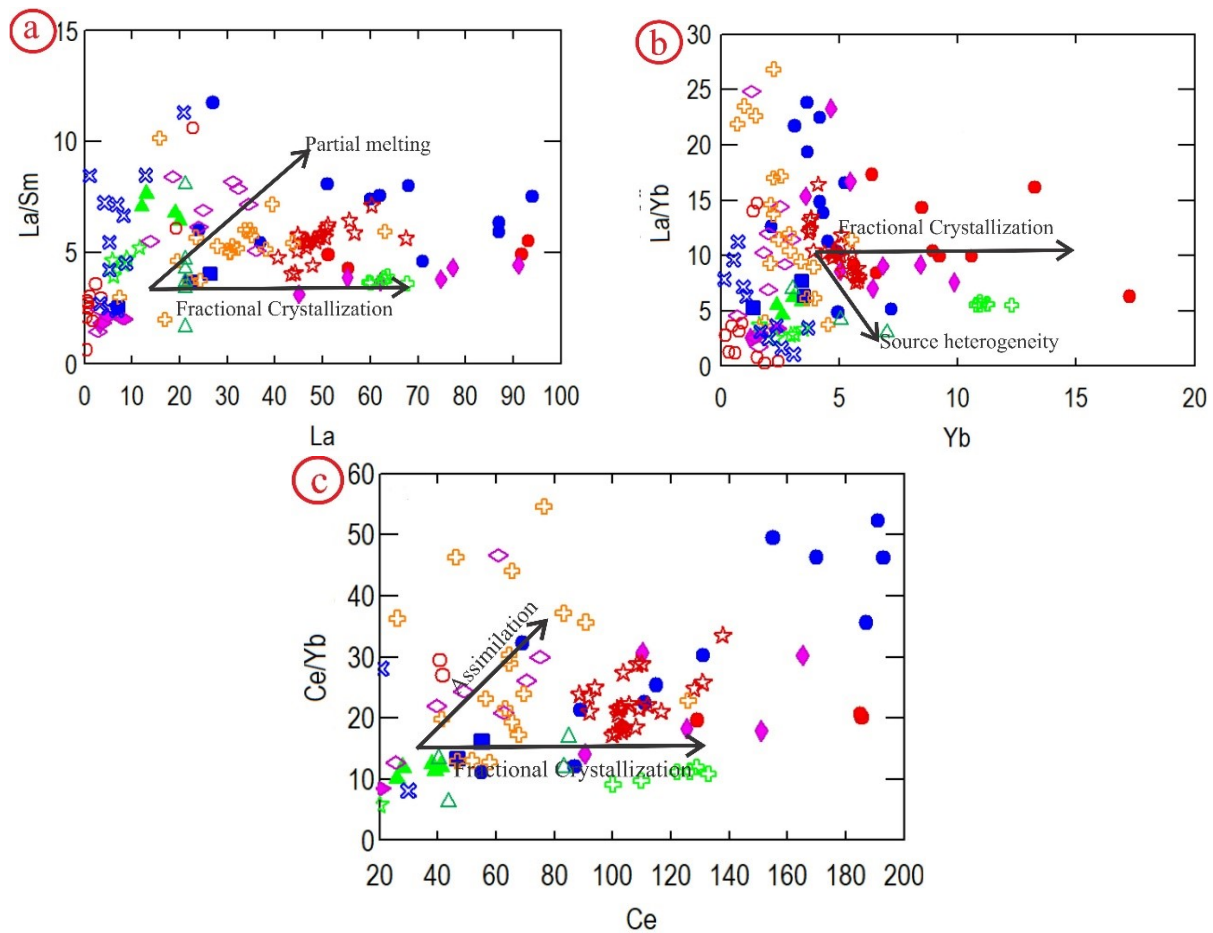 a
15
10
5
0
La/Sm
Partial melting
Fractional Crystallization
0 10 20 30 40 50 60 70 80 90 100
La
b
30
25
20
15
10
5
0
La/Yb
Fractional Crystallization
Source heterogeneity
0 5 10 15 20
Yb
c
60
50
40
30
20
10
0
Ce/Yb
Assimilation
Fractional Crystallization
20 40 60 80 100 120 140 160 180 200
Ce